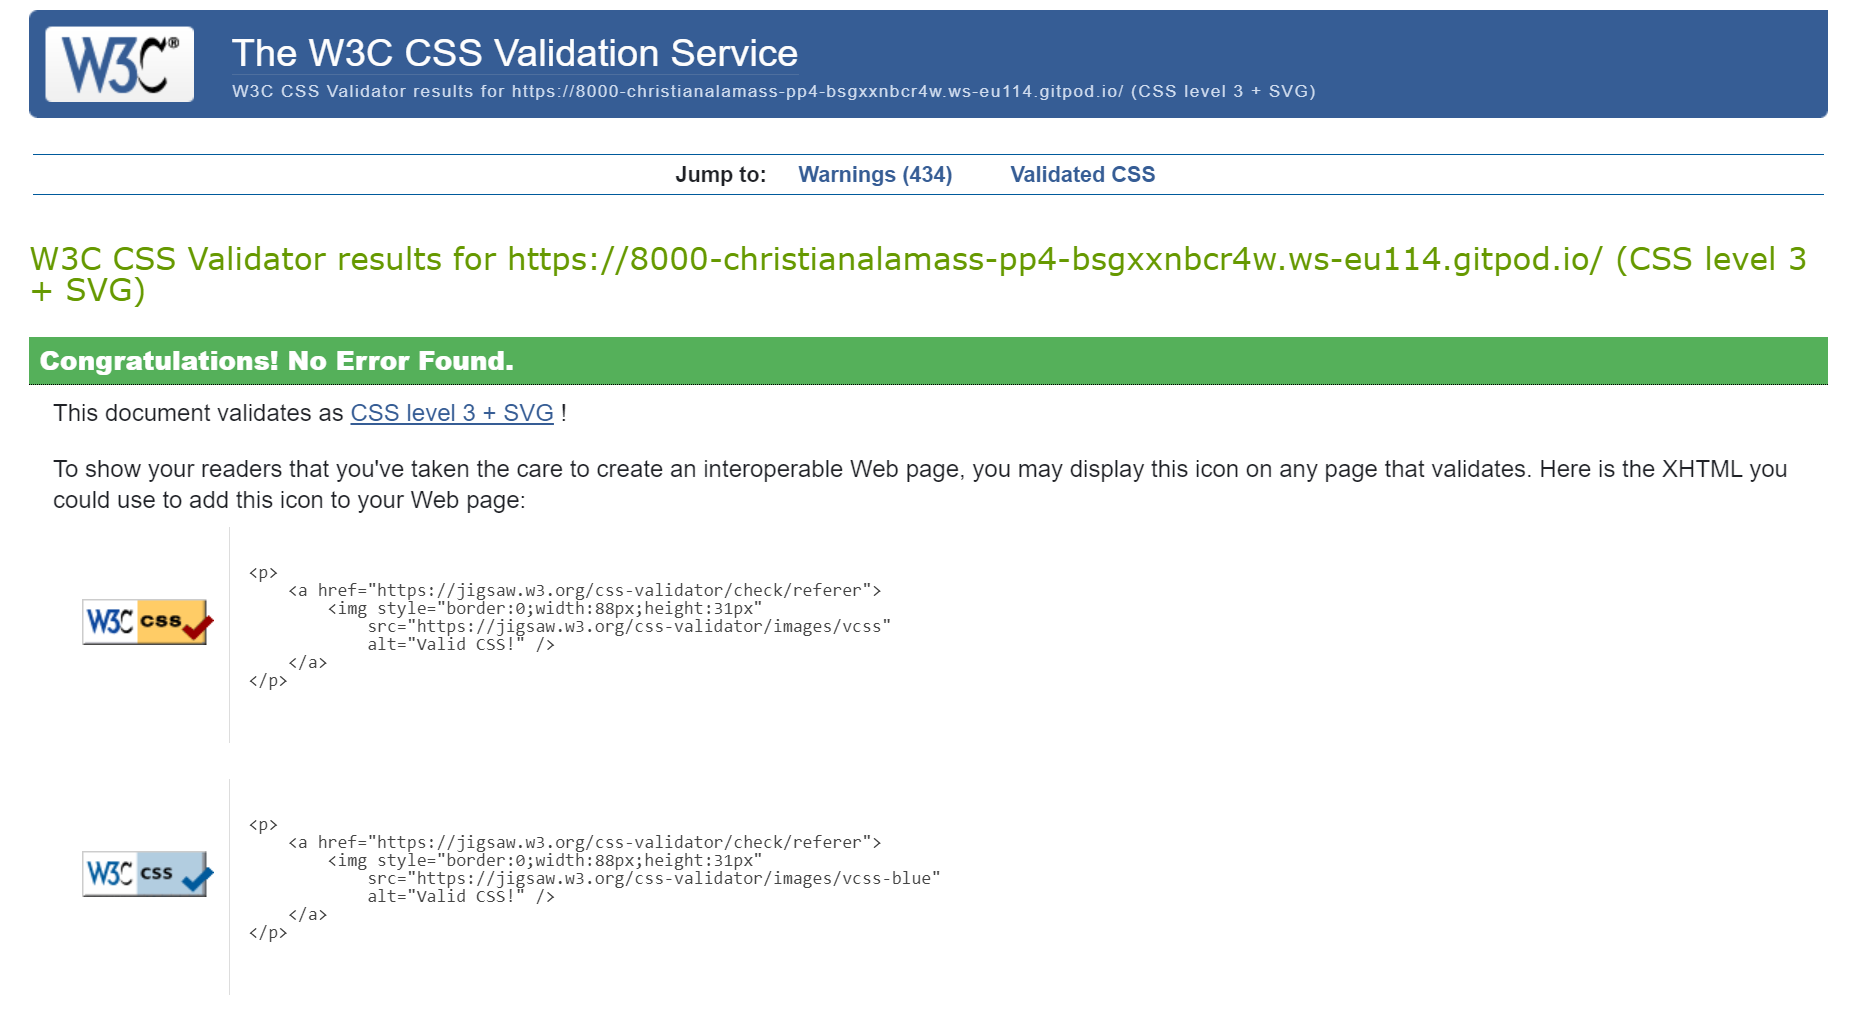 W3C®
The W3C CSS Validation Service
W3C CSS Validator results for https://8000-christianalamass-pp4-bsgxxnbcr4w.ws-eu114.gitpod.io/ (CSS level 3 + SVG)
Jump to: Warnings (434) Validated CSS
W3C CSS Validator results for https://8000-christianalamass-pp4-bsgxxnbcr4w.ws-eu114.gitpod.io/ (CSS level 3
+ SVG)
Congratulations! No Error Found.
This document validates as CSS level 3 + SVG !
To show your readers that you've taken the care to create an interoperable Web page, you may display this icon on any page that validates. Here is the XHTML you
could use to add this icon to your Web page:
W3C css
<p>
    <a href="https://jigsaw.w3.org/css-validator/check/referer">
        <img style="border:0;width:88px;height:31px"
            src="https://jigsaw.w3.org/css-validator/images/vcss"
            alt="Valid CSS!" />
    </a>
</p>
W3C css
<p>
    <a href="https://jigsaw.w3.org/css-validator/check/referer">
        <img style="border:0;width:88px;height:31px"
            src="https://jigsaw.w3.org/css-validator/images/vcss-blue"
            alt="Valid CSS!" />
    </a>
</p>